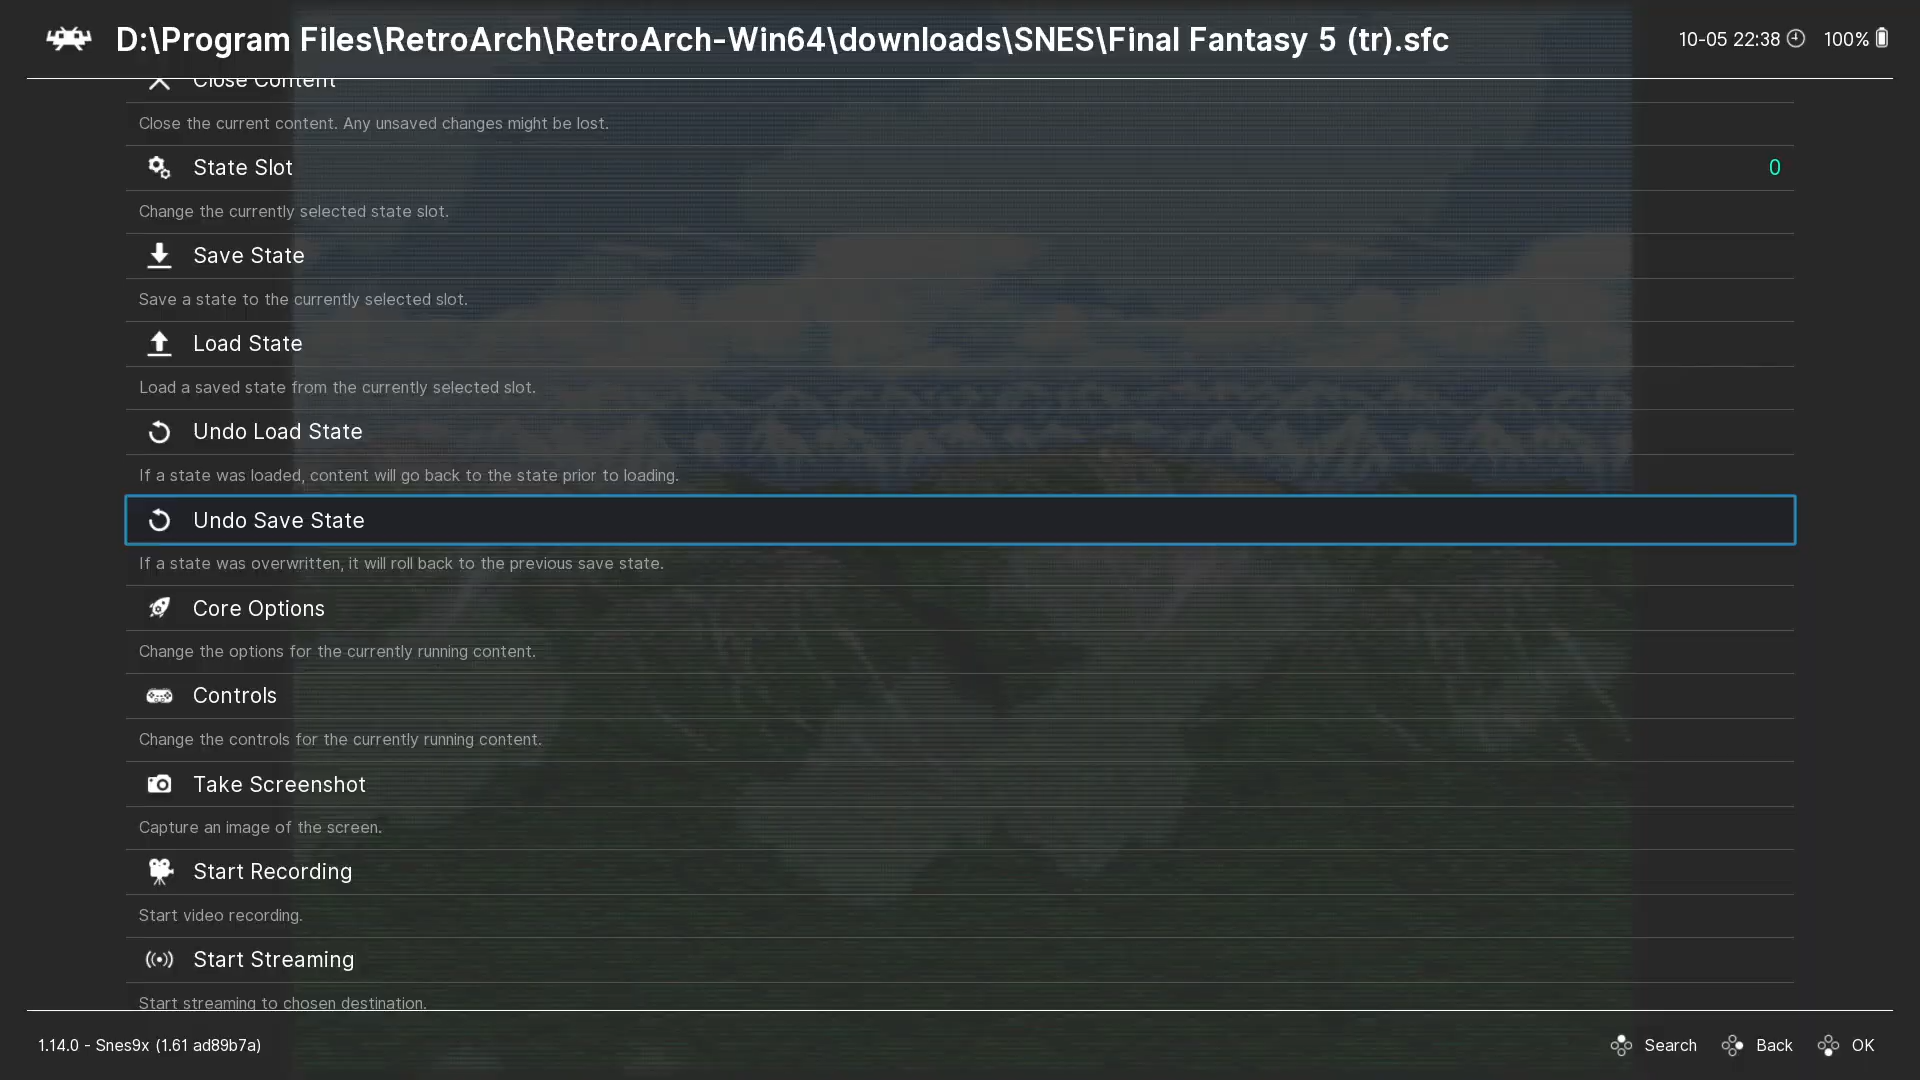 D:\Program Files\RetroArch\RetroArch-Win64\downloads\SNES\Final Fantasy 5 (tr).sfc
10-05 22:38
100%
Close Content
Close the current content. Any unsaved changes might be lost.
State Slot
0
Change the currently selected state slot.
Save State
Save a state to the currently selected slot.
Load State
Load a saved state from the currently selected slot.
Undo Load State
If a state was loaded, content will go back to the state prior to loading.
Undo Save State
If a state was overwritten, it will roll back to the previous save state.
Core Options
Change the options for the currently running content.
Controls
Change the controls for the currently running content.
Take Screenshot
Capture an image of the screen.
Start Recording
Start video recording.
Start Streaming
Start streaming to chosen destination.
1.14.0 - Snes9x (1.61 ad89b7a)
Search
Back
OK